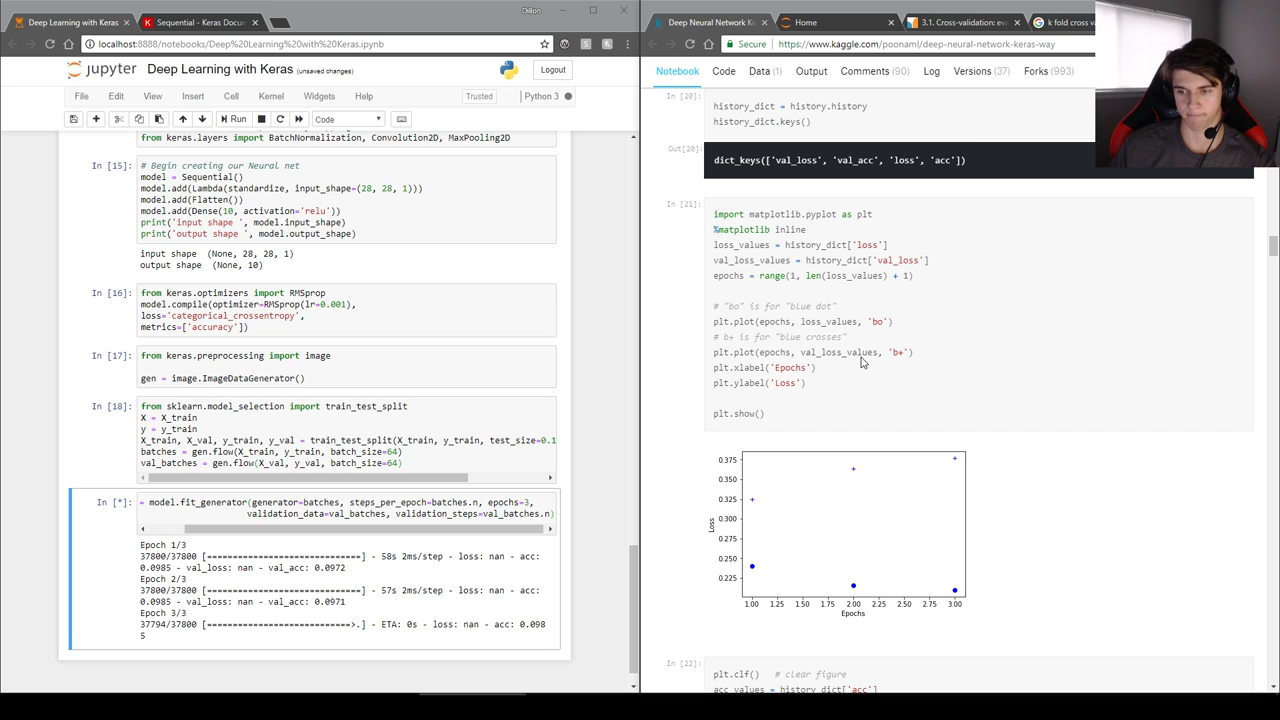 Dillon
Deep Learning with Keras
Sequential - Keras Docu
localhost:8888/notebooks/Deep%20Learning%20with%20Keras.ipynb
jupyter
Deep Learning with Keras (unsaved changes)
Logout
File Edit View Insert Cell Kernel Widgets Help
Trusted
Python 3
Run
Code
from keras.layers import BatchNormalization, Convolution2D, MaxPooling2D
In [15]:
# Begin creating our Neural net
model = Sequential()
model.add(Lambda(standardize, input_shape=(28, 28, 1)))
model.add(Flatten())
model.add(Dense(10, activation='relu'))
print('input shape ', model.input_shape)
print('output shape ', model.output_shape)
input shape (None, 28, 28, 1)
output shape (None, 10)
In [16]:
from keras.optimizers import RMSprop
model.compile(optimizer=RMSprop(lr=0.001),
loss='categorical_crossentropy',
metrics=['accuracy'])
In [17]:
from keras.preprocessing import image
gen = image.ImageDataGenerator()
In [18]:
from sklearn.model_selection import train_test_split
X = X_train
y = y_train
X_train, X_val, y_train, y_val = train_test_split(X_train, y_train, test_size=0.1
batches = gen.flow(X_train, y_train, batch_size=64)
val_batches = gen.flow(X_val, y_val, batch_size=64)
In [*]:
= model.fit_generator(generator=batches, steps_per_epoch=batches.n, epochs=3,
validation_data=val_batches, validation_steps=val_batches.n)
Epoch 1/3
37800/37800 [==============================] - 58s 2ms/step - loss: nan - acc:
0.0985 - val_loss: nan - val_acc: 0.0972
Epoch 2/3
37800/37800 [==============================] - 57s 2ms/step - loss: nan - acc:
0.0985 - val_loss: nan - val_acc: 0.0971
Epoch 3/3
37794/37800 [============================>.] - ETA: 0s - loss: nan - acc: 0.098
5
Deep Neural Network K
Home
3.1. Cross-validation: ev
k fold cross v
Secure
https://www.kaggle.com/poonaml/deep-neural-network-keras-way
Notebook Code Data (1) Output Comments (90) Log Versions (37) Forks (993)
In [20]:
history_dict = history.history
history_dict.keys()
Out[20]:
dict_keys(['val_loss', 'val_acc', 'loss', 'acc'])
In [21]:
import matplotlib.pyplot as plt
%matplotlib inline
loss_values = history_dict['loss']
val_loss_values = history_dict['val_loss']
epochs = range(1, len(loss_values) + 1)
# "bo" is for "blue dot"
plt.plot(epochs, loss_values, 'bo')
# b+ is for "blue crosses"
plt.plot(epochs, val_loss_values, 'b+')
plt.xlabel('Epochs')
plt.ylabel('Loss')
plt.show()
0.375
0.350
0.325
0.300
0.275
0.250
0.225
Loss
1.00 1.25 1.50 1.75 2.00 2.25 2.50 2.75 3.00
Epochs
In [22]:
plt.clf() # clear figure
acc_values = history_dict['acc']